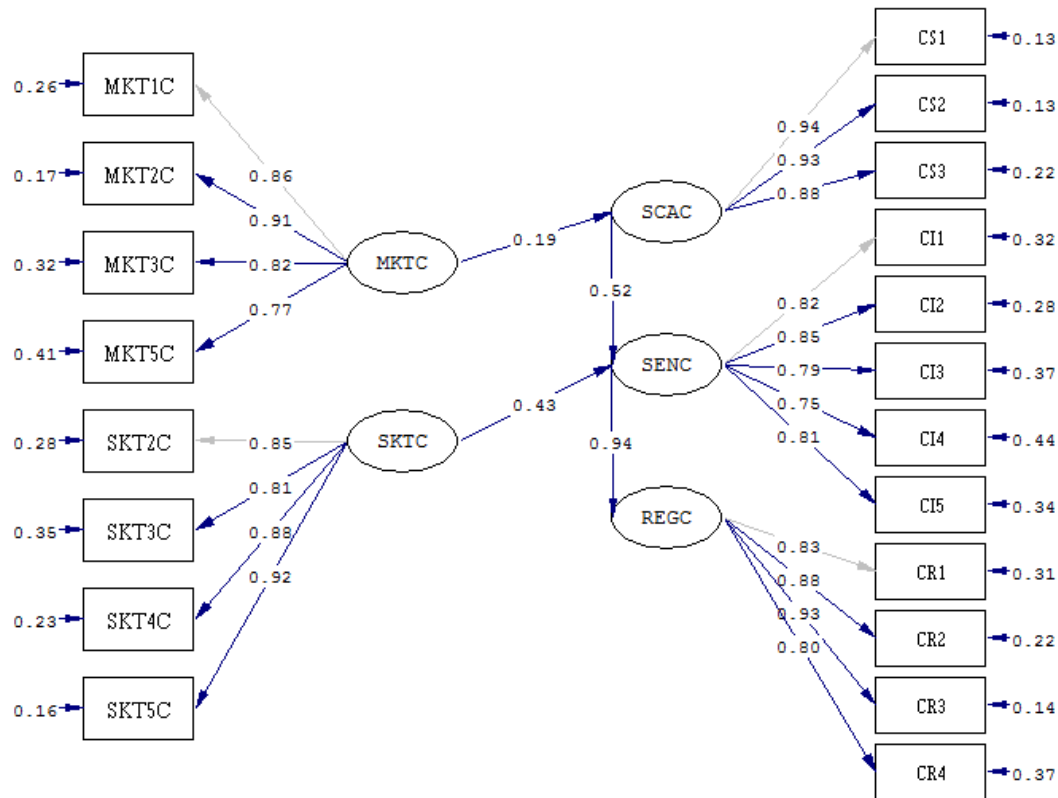 0.26 MKT1C
0.17 MKT2C
0.32 MKT3C
0.41 MKT5C
0.28 SKT2C
0.35 SKT3C
0.23 SKT4C
0.16 SKT5C
0.86
0.91
0.82
0.77
0.85
0.81
0.88
0.92
MKTC
SKTC
0.19
0.43
SCAC
0.52
SENC
0.94
REGC
0.94
0.93
0.88
0.82
0.85
0.79
0.75
0.81
0.83
0.88
0.93
0.80
CS1 0.13
CS2 0.13
CS3 0.22
CI1 0.32
CI2 0.28
CI3 0.37
CI4 0.44
CI5 0.34
CR1 0.31
CR2 0.22
CR3 0.14
CR4 0.37